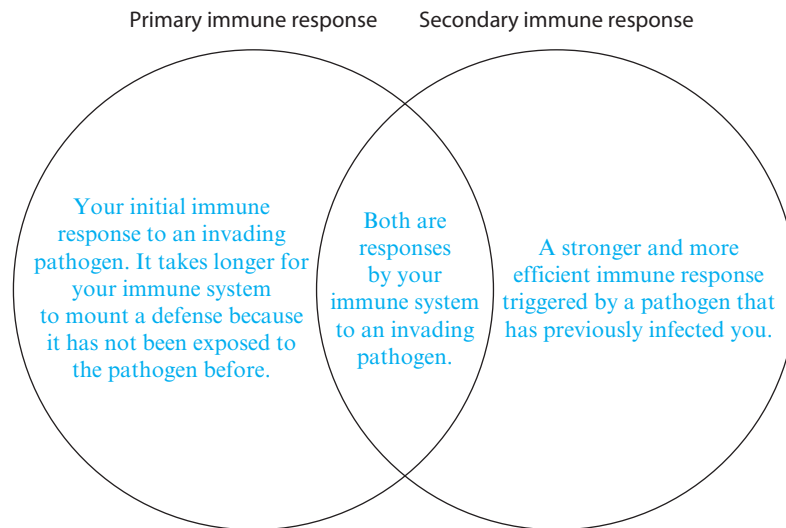 Primary immune response
Secondary immune response
Your initial immune
response to an invading
pathogen. It takes longer for
your immune system
to mount a defense because
it has not been exposed to
the pathogen before.
Both are
responses
by your
immune system
to an invading
pathogen.
A stronger and more
efficient immune response
triggered by a pathogen that
has previously infected you.